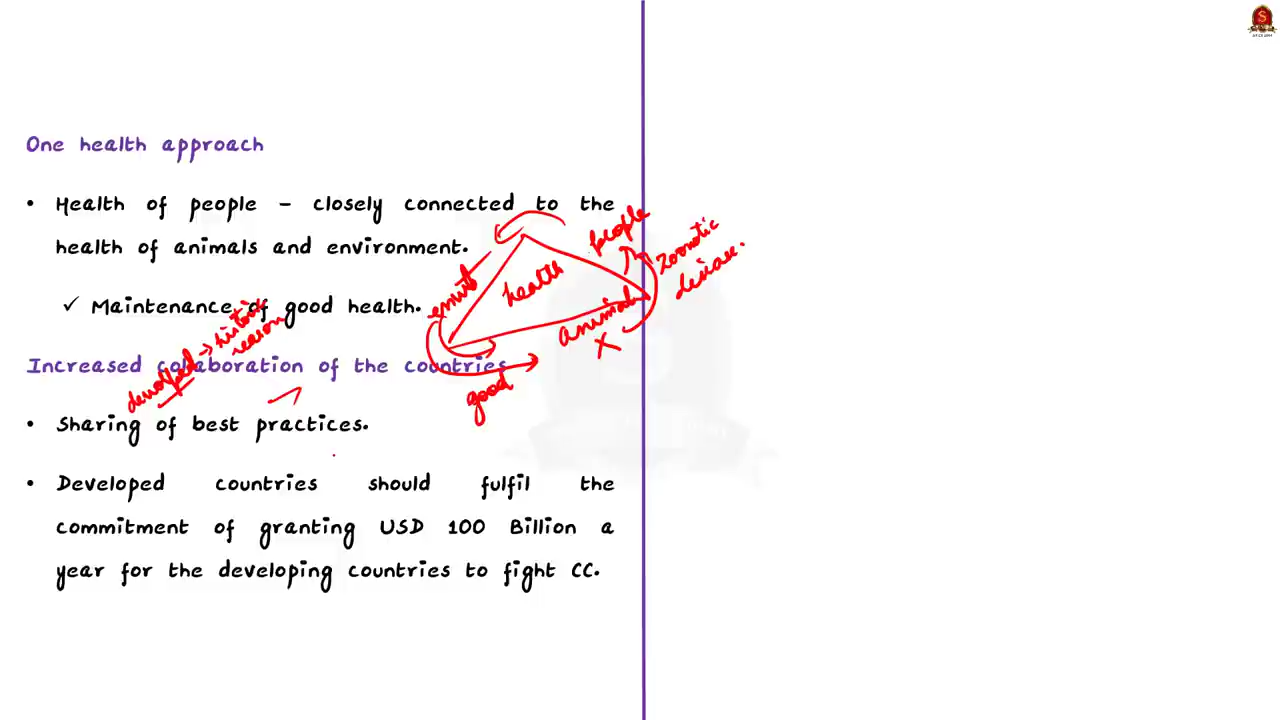 One health approach
• Health of people – closely connected to the
health of animals and environment.
✓ Maintenance of good health.
Increased collaboration of the countries
• Sharing of best practices.
• Developed countries should fulfil the
commitment of granting USD 100 Billion a
year for the developing countries to fight CC.
people
zoonotic
disease.
health
animal
good
developed → 
reason